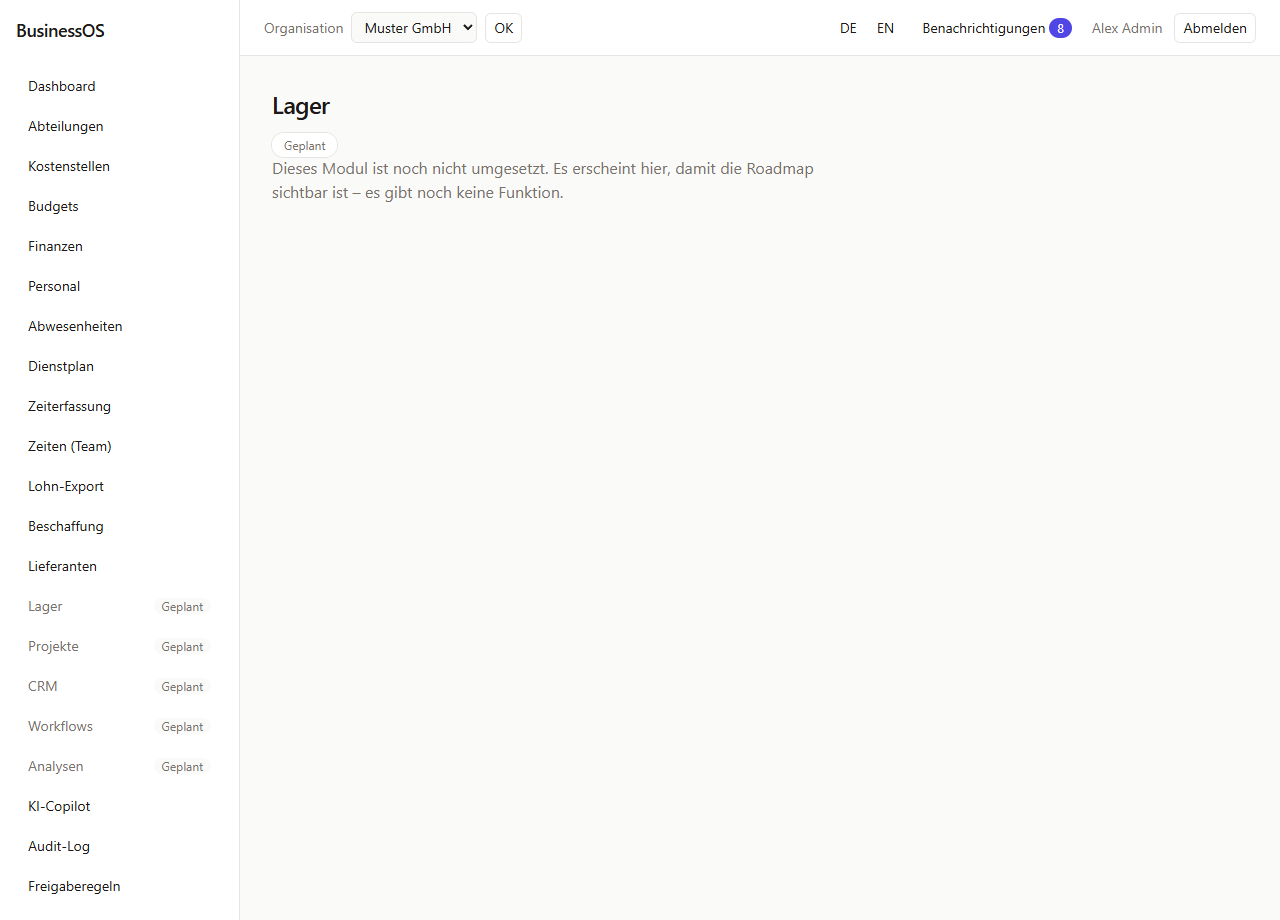 BusinessOS
Organisation Muster GmbH OK DE EN Benachrichtigungen 8 Alex Admin Abmelden
Dashboard
Abteilungen
Kostenstellen
Budgets
Finanzen
Personal
Abwesenheiten
Dienstplan
Zeiterfassung
Zeiten (Team)
Lohn-Export
Beschaffung
Lieferanten
Lager Geplant
Projekte Geplant
CRM Geplant
Workflows Geplant
Analysen Geplant
KI-Copilot
Audit-Log
Freigaberegeln
Lager
Geplant
Dieses Modul ist noch nicht umgesetzt. Es erscheint hier, damit die Roadmap
sichtbar ist – es gibt noch keine Funktion.